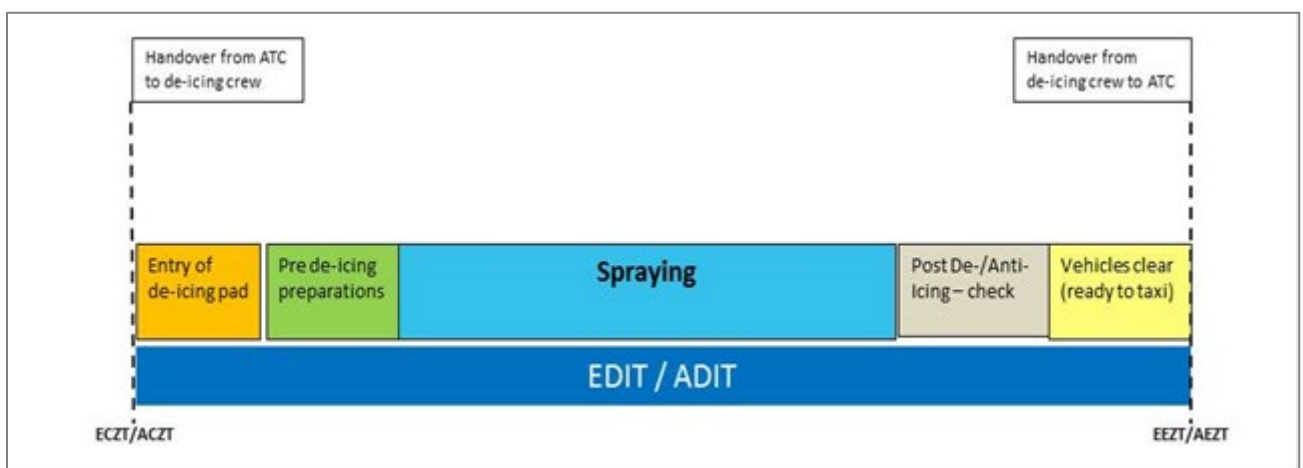 Handover from ATC
to de-icing crew
Handover from
de-icing crew to ATC
Entry of
de-icing pad
Pre de-icing
preparations
Spraying
Post De-/Anti-
Icing – check
Vehicles clear
(ready to taxi)
EDIT / ADIT
ECZT/ACZT
EEZT/AEZT